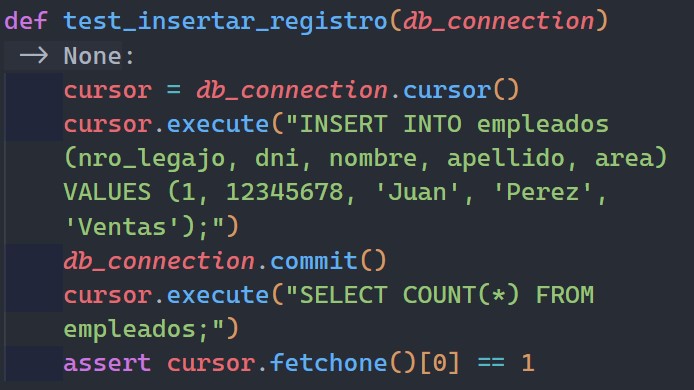 def test_insertar_registro(db_connection)
-> None:
cursor = db_connection.cursor()
cursor.execute("INSERT INTO empleados
(nro_legajo, dni, nombre, apellido, area)
VALUES (1, 12345678, 'Juan', 'Perez',
'Ventas');")
db_connection.commit()
cursor.execute("SELECT COUNT(*) FROM
empleados;")
assert cursor.fetchone()[0] == 1